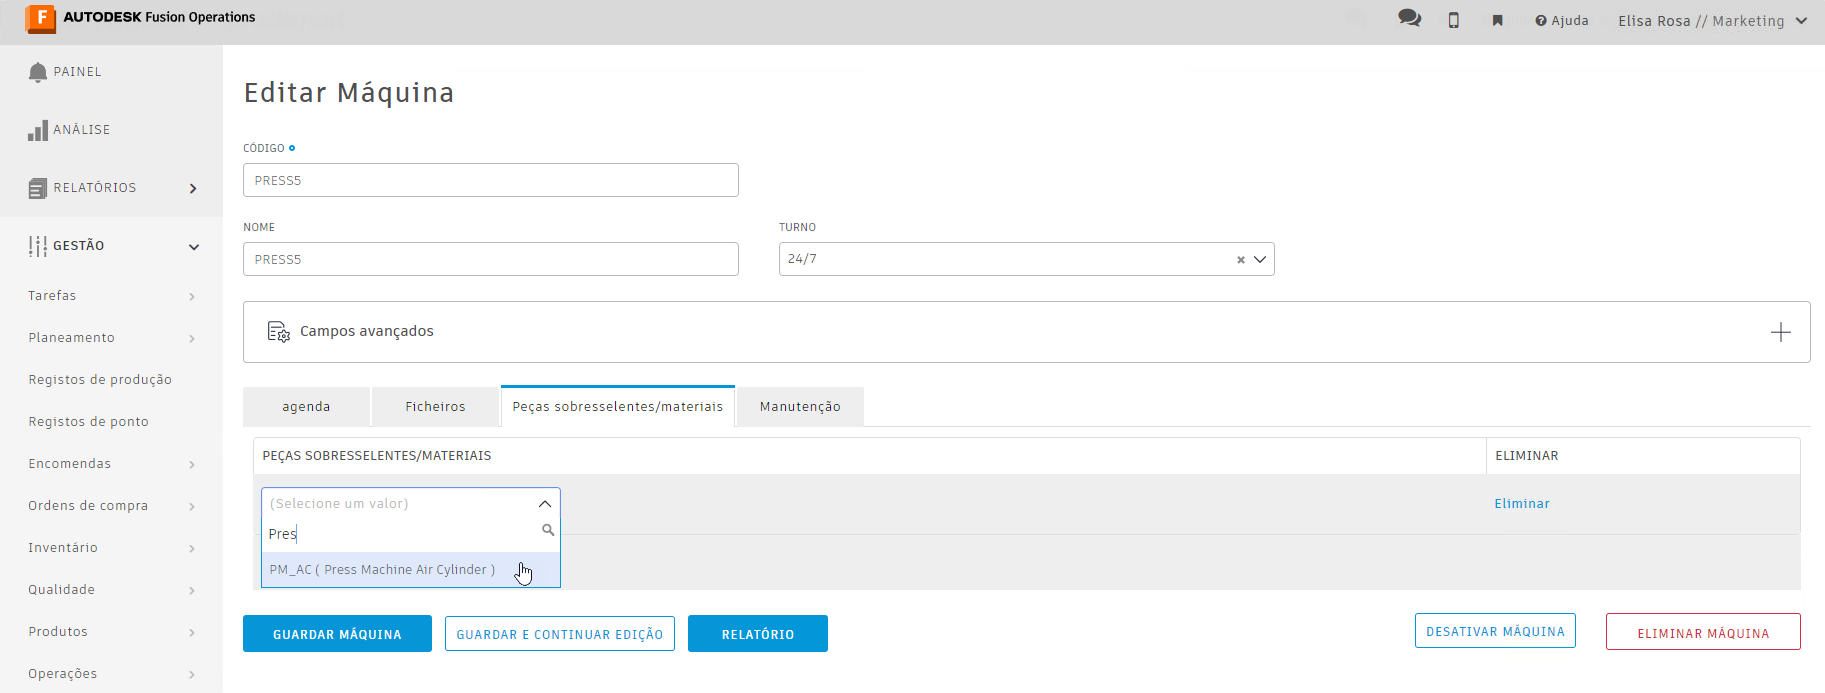 F AUTODESK Fusion Operations
Ajuda
Elisa Rosa // Marketing
PAINEL
ANÁLISE
RELATÓRIOS
GESTÃO
Tarefas
Planeamento
Registos de produção
Registos de ponto
Encomendas
Ordens de compra
Inventário
Qualidade
Produtos
Operações
Editar Máquina
CÓDIGO
PRESS5
NOME
TURNO
PRESS5
24/7
Campos avançados
agenda
Ficheiros
Peças sobresselentes/materiais
Manutenção
PEÇAS SOBRESSELENTES/MATERIAIS
ELIMINAR
(Selecione um valor)
Eliminar
Pres
PM_AC ( Press Machine Air Cylinder )
GUARDAR MÁQUINA
GUARDAR E CONTINUAR EDIÇÃO
RELATÓRIO
DESATIVAR MÁQUINA
ELIMINAR MÁQUINA